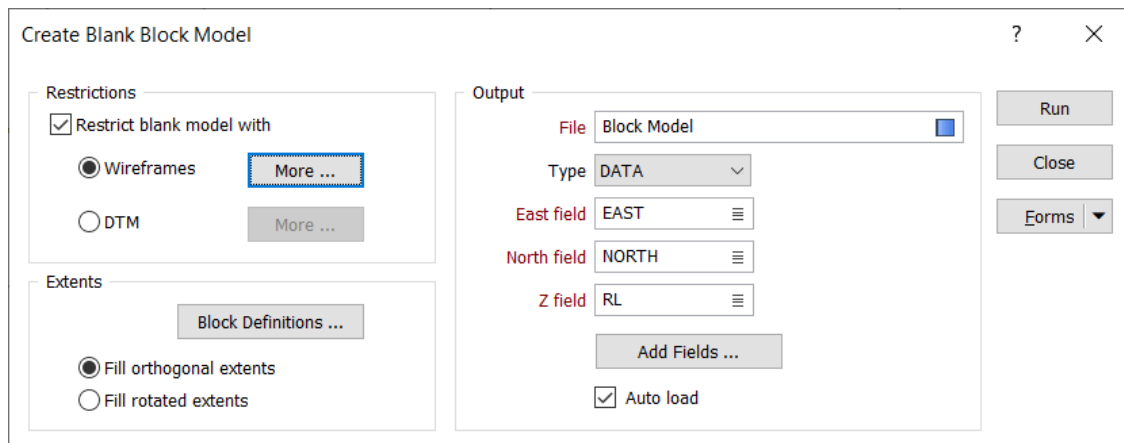 Create Blank Block Model
?
Restrictions
Restrict blank model with
Wireframes
More ...
DTM
More ...
Extents
Block Definitions ...
Fill orthogonal extents
Fill rotated extents
Output
File Block Model
Type DATA
East field EAST
North field NORTH
Z field RL
Add Fields ...
Auto load
Run
Close
Forms